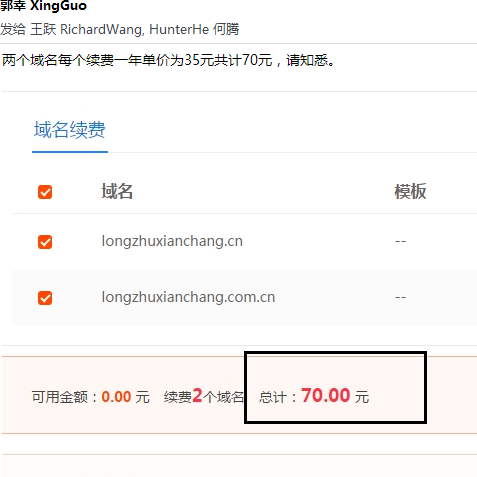 郭幸 XingGuo
发给 王跃 RichardWang, HunterHe 何腾
两个域名每个续费一年单价为35元共计70元，请知悉。
域名续费
域名 模板
longzhuxianchang.cn --
longzhuxianchang.com.cn --
可用金额：0.00 元 续费2个域名 总计：70.00 元